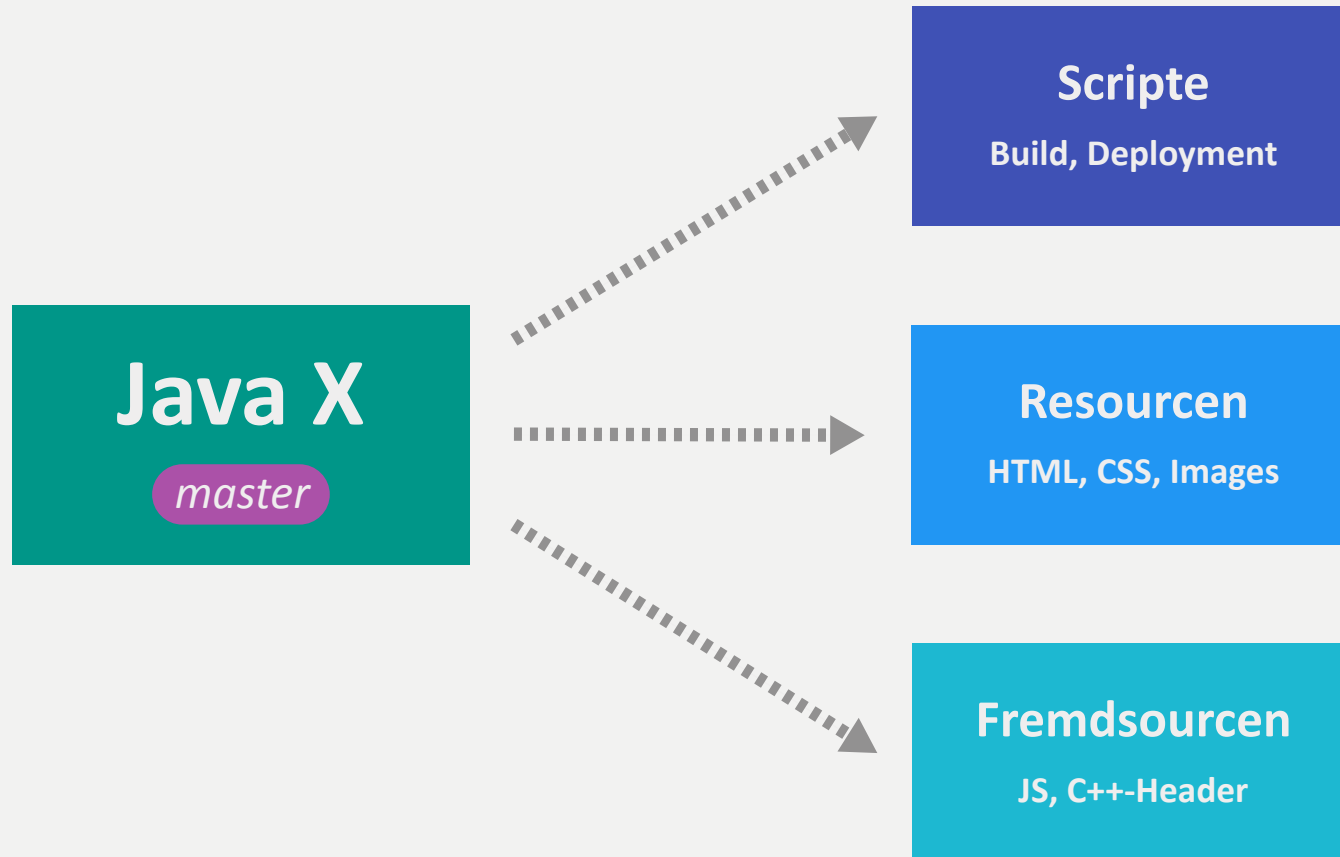 Java X
master
Scripte
Build, Deployment
Resourcen
HTML, CSS, Images
Fremdsourcen
JS, C++-Header